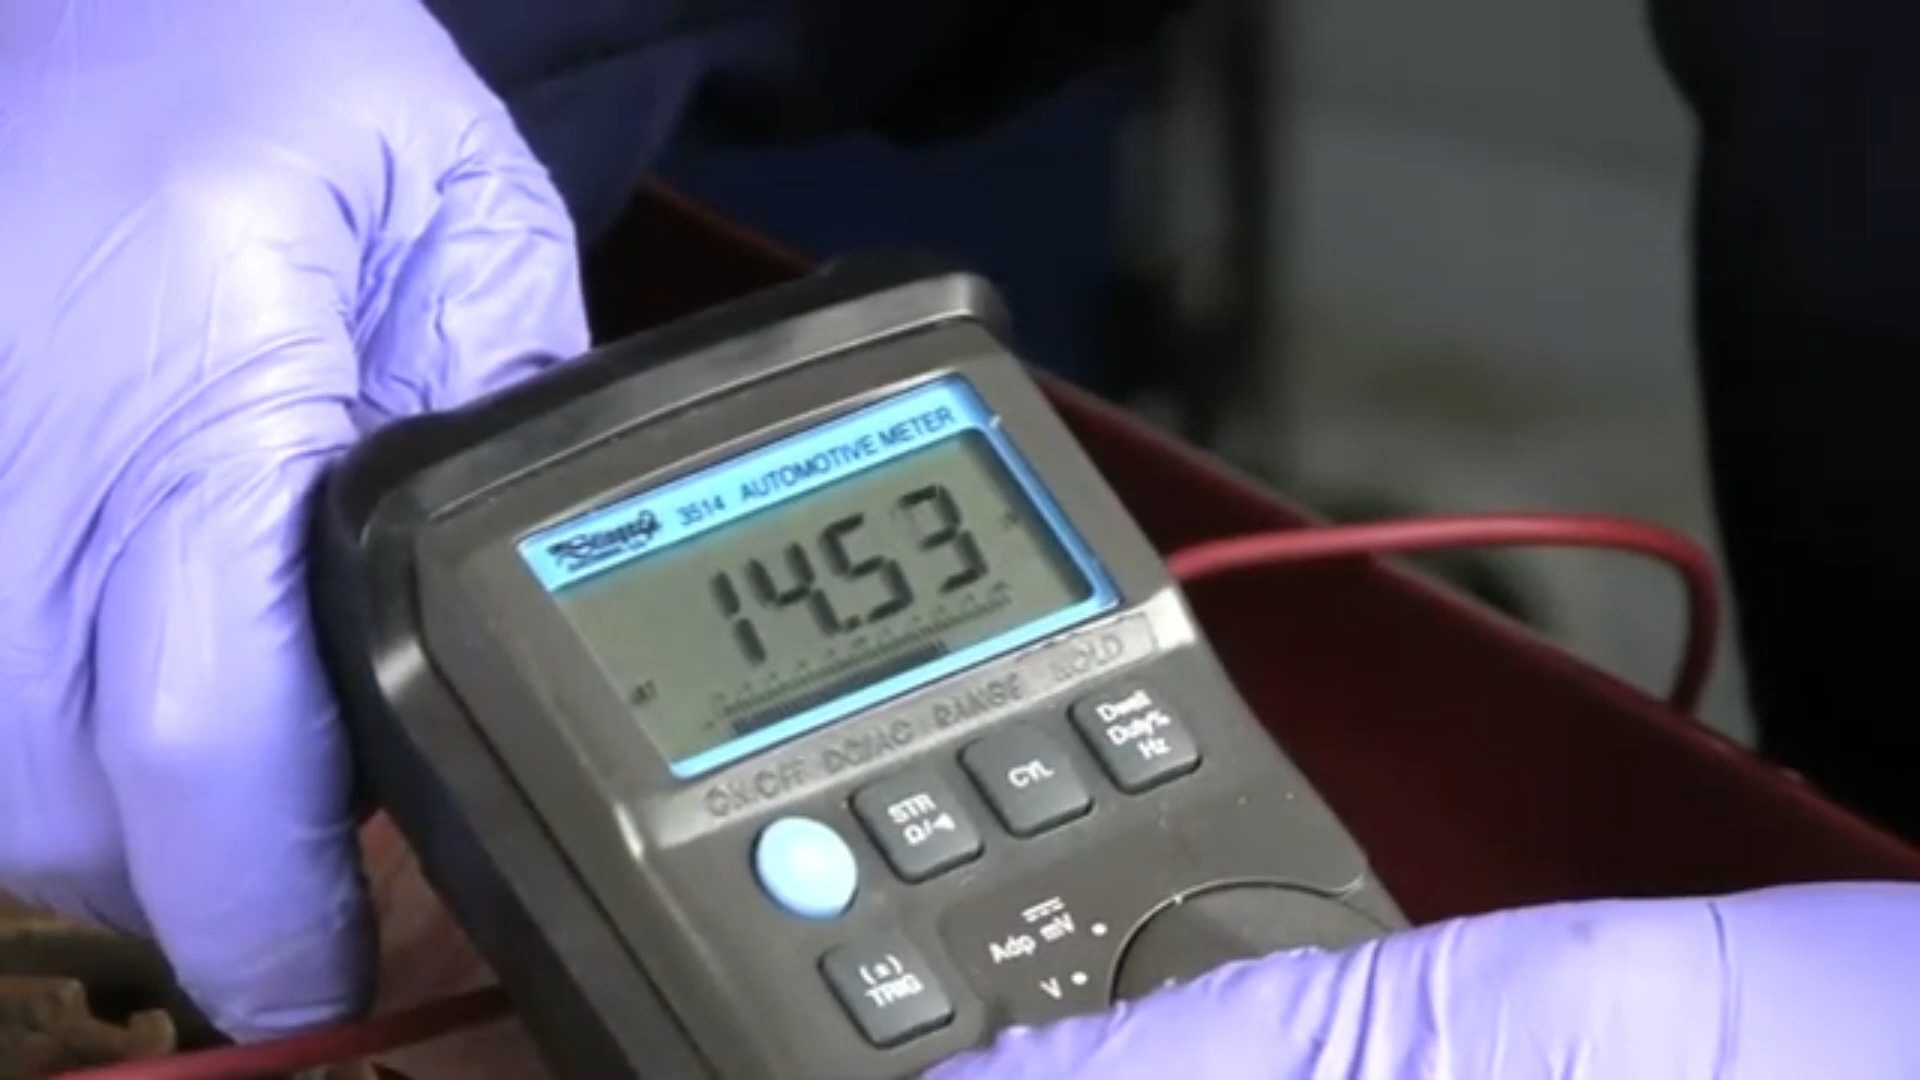 3514 AUTOMOTIVE METER
14.53
ON/OFF DC/AC RANGE HOLD
STR
Ω/
CYL
Dwell
Duty%
Hz
(±)
TRIG
Adp mV
V